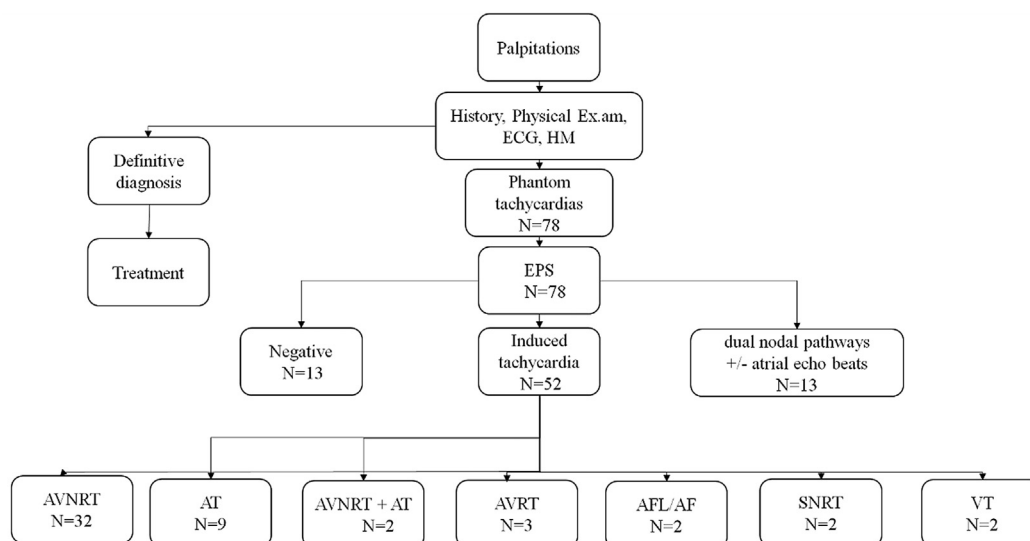 Palpitations
History, Physical Ex.am,
ECG, HM
Definitive
diagnosis
Phantom
tachycardias
N=78
Treatment
EPS
N=78
Negative
N=13
Induced
tachycardia
N=52
dual nodal pathways
+/- atrial echo beats
N=13
AVNRT
N=32
AT
N=9
AVNRT + AT
N=2
AVRT
N=3
AFL/AF
N=2
SNRT
N=2
VT
N=2